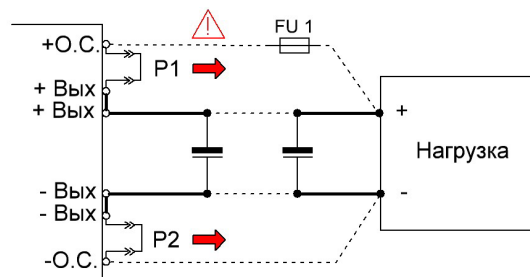 FU 1
+О.С.
P1
+ Вых
+ Вых
+
Нагрузка
- Вых
- Вых
-
P2
-О.С.